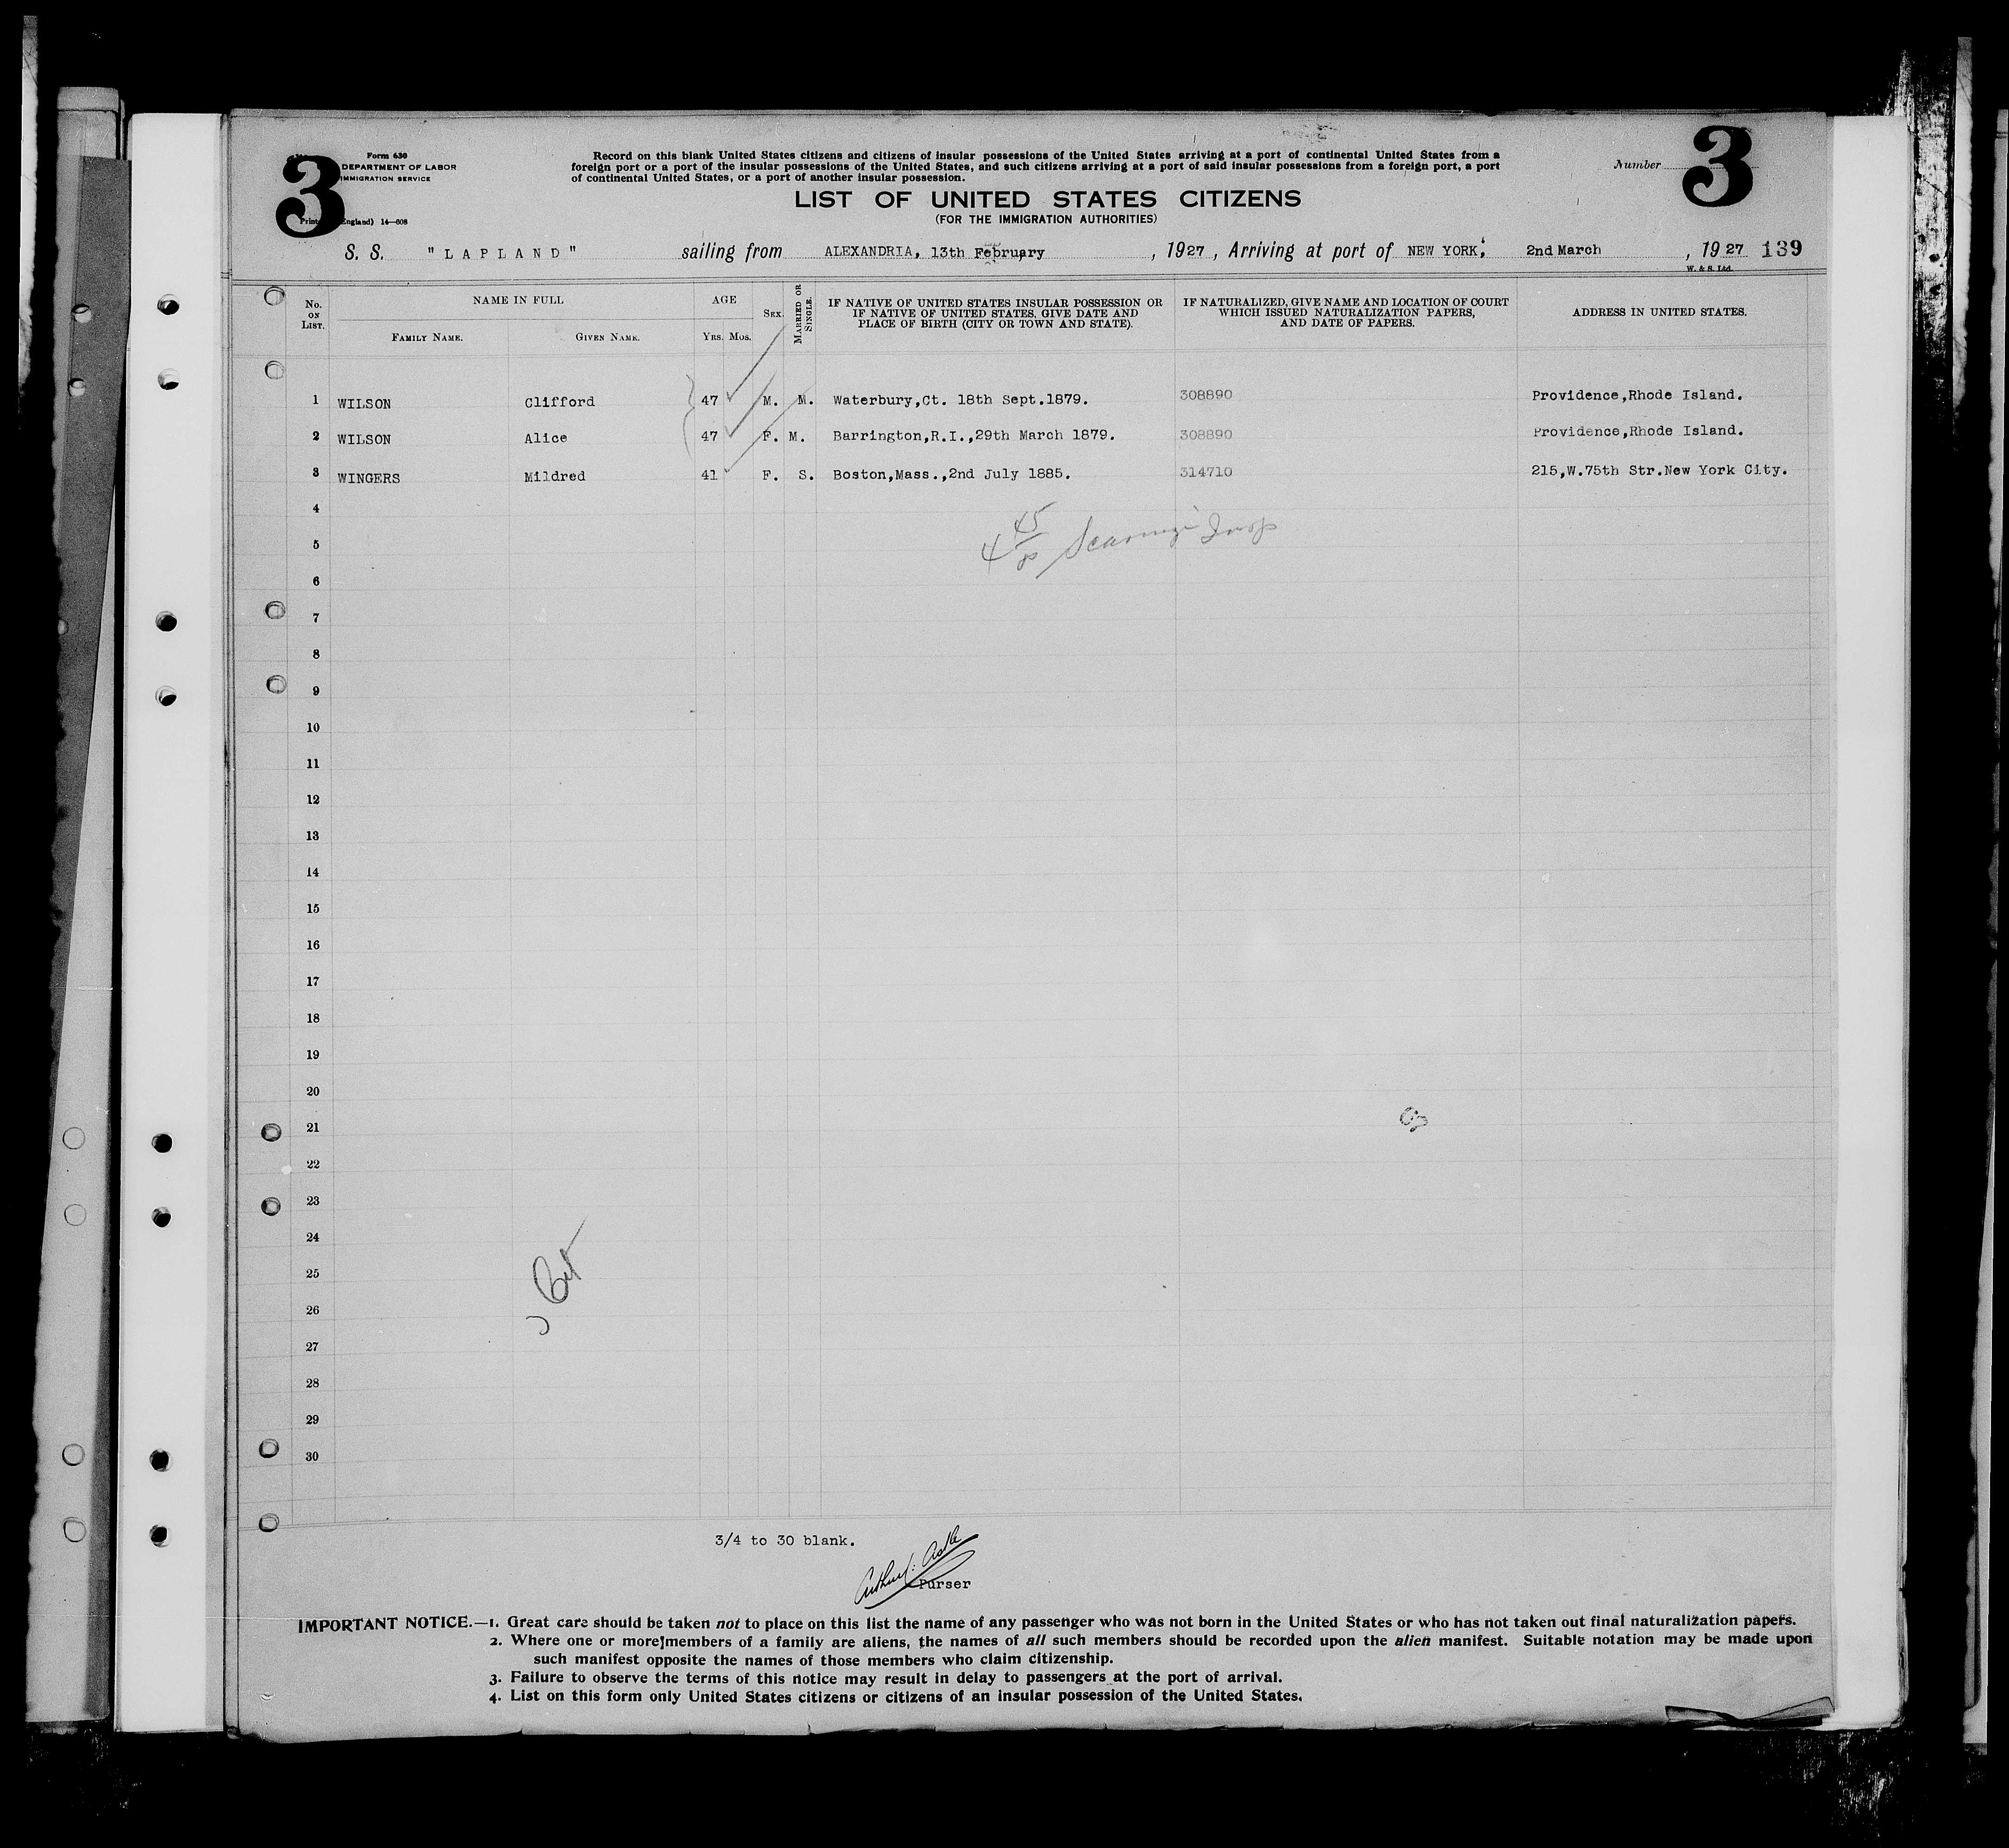 3
Form 630
DEPARTMENT OF LABOR
IMMIGRATION SERVICE
England) 14—608
Record on this blank United States citizens and citizens of insular possessions of the United States arriving at a port of continental United States from a
foreign port or a port of the insular possessions of the United States, and such citizens arriving at a port of said insular possessions from a foreign port, a port
of continental United States, or a port of another insular possession.
Number 3
LIST OF UNITED STATES CITIZENS
(FOR THE IMMIGRATION AUTHORITIES)
S. S. "LAPLAND" sailing from ALEXANDRIA, 13th February, 1927, Arriving at port of NEW YORK, 2nd March, 1927 139
W. & S. Ltd.
No. ON LIST. NAME IN FULL AGE SEX. MARRIED OR SINGLE. IF NATIVE OF UNITED STATES INSULAR POSSESSION OR IF NATIVE OF UNITED STATES, GIVE DATE AND PLACE OF BIRTH (CITY OR TOWN AND STATE). IF NATURALIZED, GIVE NAME AND LOCATION OF COURT WHICH ISSUED NATURALIZATION PAPERS, AND DATE OF PAPERS. ADDRESS IN UNITED STATES.
FAMILY NAME. GIVEN NAME. YRS. MOS.
1 WILSON Clifford 47 M. M. Waterbury,Ct. 18th Sept.1879. 308890 Providence,Rhode Island.
2 WILSON Alice 47 F. M. Barrington,R.I.,29th March 1879. 308890 Providence,Rhode Island.
3 WINGERS Mildred 41 F. S. Boston,Mass.,2nd July 1885. 314710 215,W.75th Str.New York City.
4
45
5
6
7
8
9
10
11
12
13
14
15
16
17
18
19
20
21
22
23
24
25
26
27
28
29
30
3/4 to 30 blank.
Purser
IMPORTANT NOTICE.—1. Great care should be taken not to place on this list the name of any passenger who was not born in the United States or who has not taken out final naturalization papers.
2. Where one or more members of a family are aliens, the names of all such members should be recorded upon the alien manifest. Suitable notation may be made upon
such manifest opposite the names of those members who claim citizenship.
3. Failure to observe the terms of this notice may result in delay to passengers at the port of arrival.
4. List on this form only United States citizens or citizens of an insular possession of the United States.